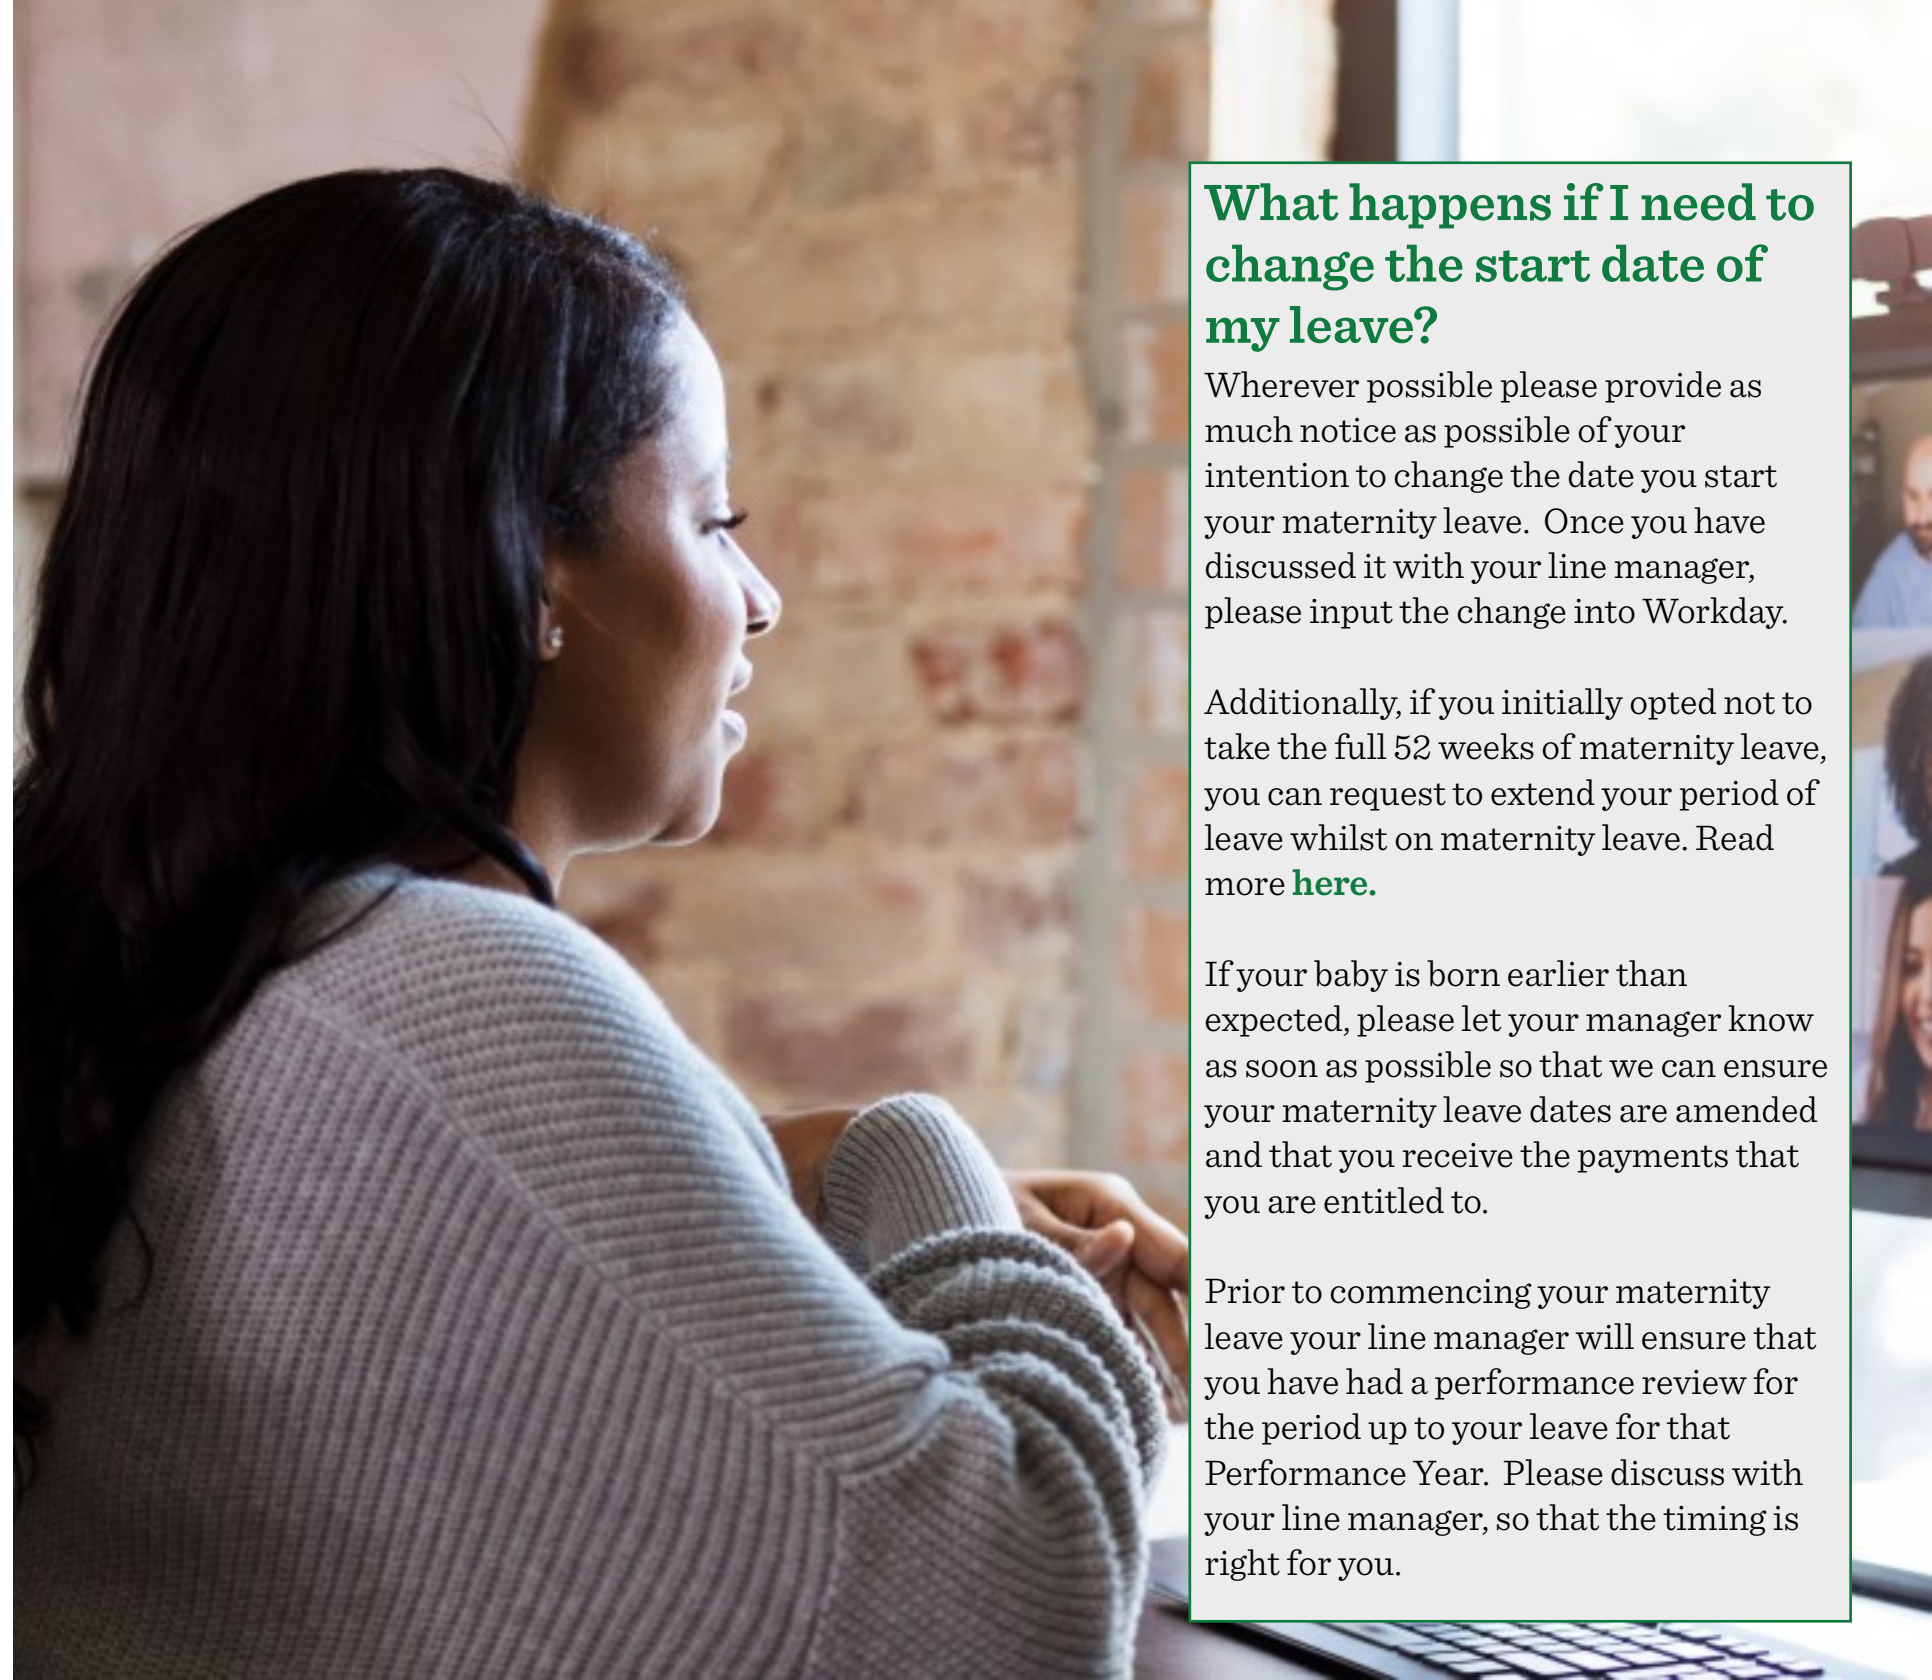 What happens if I need to
change the start date of
my leave?
Wherever possible please provide as
much notice as possible of your
intention to change the date you start
your maternity leave.  Once you have
discussed it with your line manager,
please input the change into Workday.
Additionally, if you initially opted not to
take the full 52 weeks of maternity leave,
you can request to extend your period of
leave whilst on maternity leave. Read
more here.
If your baby is born earlier than
expected, please let your manager know
as soon as possible so that we can ensure
your maternity leave dates are amended
and that you receive the payments that
you are entitled to.
Prior to commencing your maternity
leave your line manager will ensure that
you have had a performance review for
the period up to your leave for that
Performance Year.  Please discuss with
your line manager, so that the timing is
right for you.